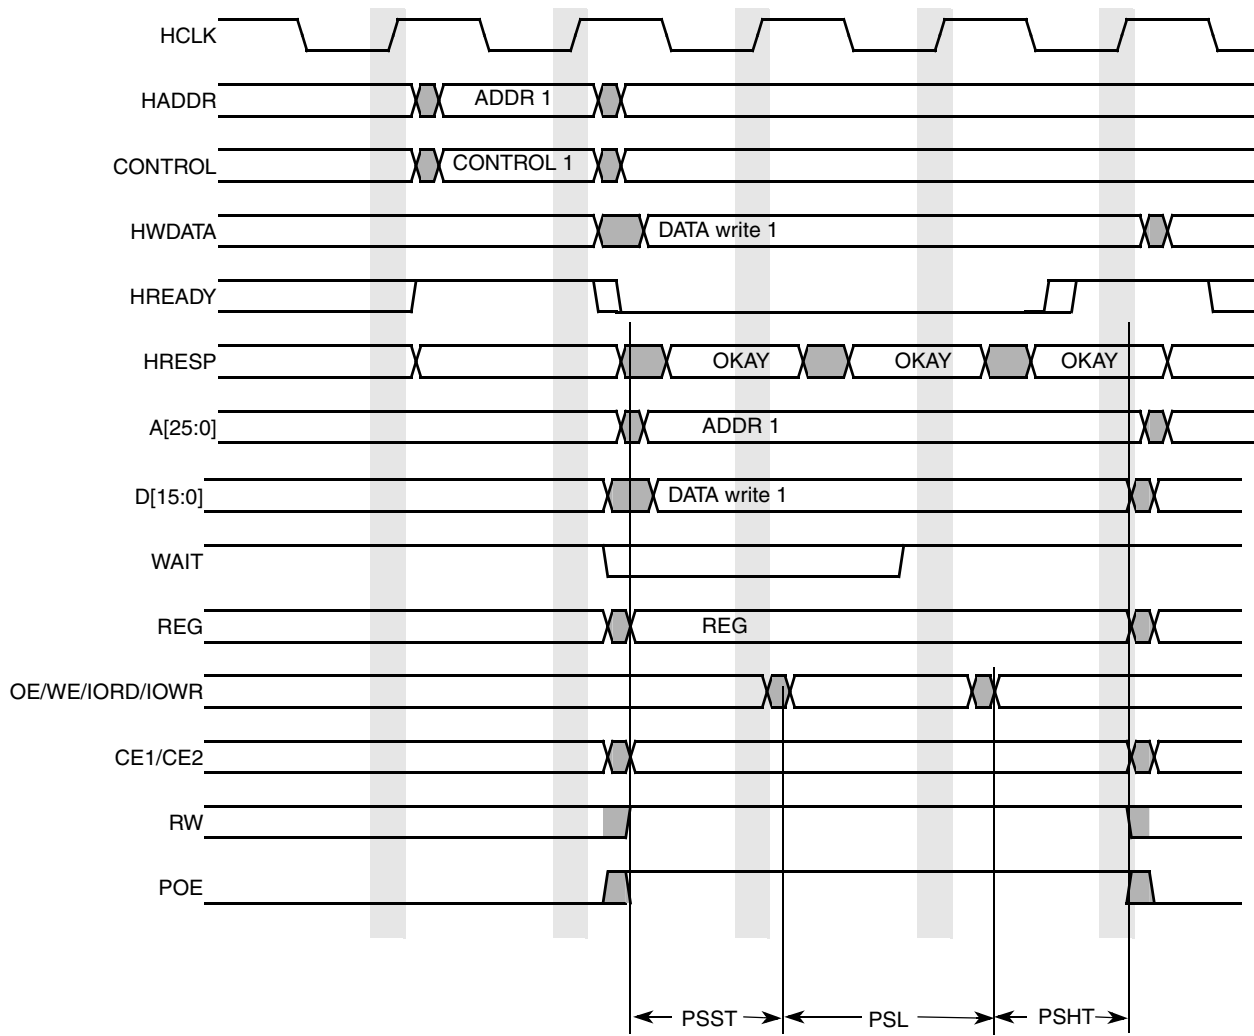 HCLK
HADDR ADDR 1
CONTROL CONTROL 1
HWDATA DATA write 1
HREADY
HRESP OKAY OKAY OKAY
A[25:0] ADDR 1
D[15:0] DATA write 1
WAIT
REG REG
OE/WE/IORD/IOWR
CE1/CE2
RW
POE
PSST PSL PSHT